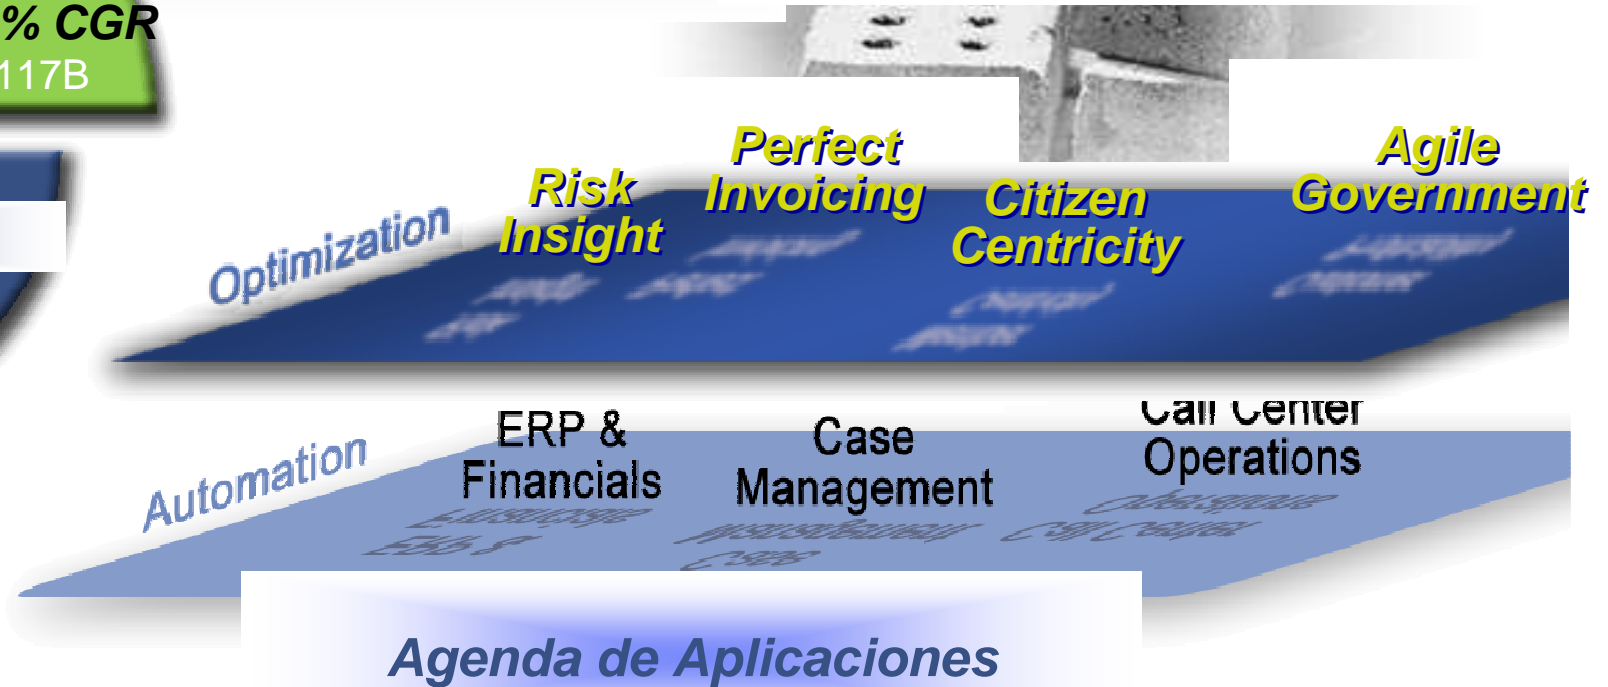 % CGR
117B
Perfect
Invoicing
Agile
Government
Risk
Insight
Citizen
Centricity
Optimization
ERP &
Financials
Case
Management
Call Center
Operations
Automation
Agenda de Aplicaciones